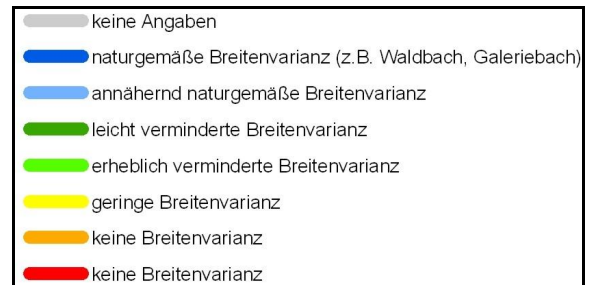 keine Angaben
naturgemäße Breitenvarianz (z.B. Waldbach, Galeriebach)
annähernd naturgemäße Breitenvarianz
leicht verminderte Breitenvarianz
erheblich verminderte Breitenvarianz
geringe Breitenvarianz
keine Breitenvarianz
keine Breitenvarianz